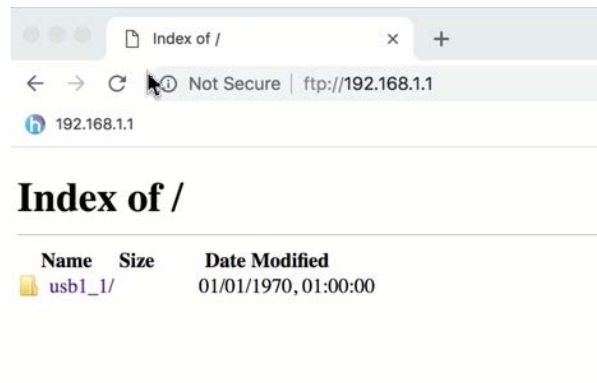 Index of /
Not Secure | ftp://192.168.1.1
h 192.168.1.1
Index of /
Name Size Date Modified
usb1_1/ 01/01/1970, 01:00:00